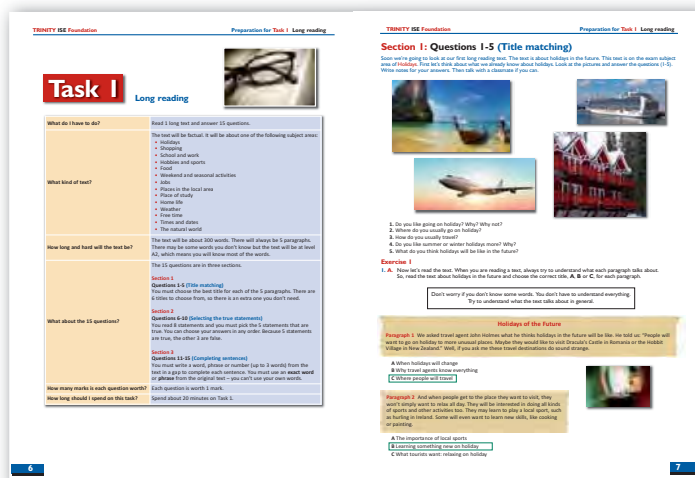 TRINITY ISE Foundation
Preparation for Task 1 Long reading
Task 1
Long reading
What do I have to do?
Read 1 long text and answer 15 questions.
What kind of text?
The text will be factual. It will be about one of the following subject areas:
• Holidays
• Shopping
• School and work
• Hobbies and sports
• Food
• Weekend and seasonal activities
• Jobs
• Places in the local area
• Place of study
• Home life
• Weather
• Free time
• Times and dates
• The natural world
How long and hard will the text be?
The text will be about 300 words. There will always be 5 paragraphs.
There may be some words you don't know but the text will be at level
A2, which means you will know most of the words.
What about the 15 questions?
The 15 questions are in three sections.
Section 1
Questions 1-5 (Title matching)
You must choose the best title for each of the 5 paragraphs. There are
6 titles to choose from, so there is an extra one you don't need.
Section 2
Questions 6-10 (Selecting the true statements)
You read 8 statements and you must pick the 5 statements that are
true. You can choose your answers in any order. Because 5 statements
are true, the other 3 are false.
Section 3
Questions 11-15 (Completing sentences)
You must write a word, phrase or number (up to 3 words) from the
text in a gap to complete each sentence. You must use an exact word
or phrase from the original text – you can't use your own words.
How many marks is each question worth?
Each question is worth 1 mark.
How long should I spend on this task?
Spend about 20 minutes on Task 1.
6
TRINITY ISE Foundation
Preparation for Task 1 Long reading
Section 1: Questions 1-5 (Title matching)
Soon we're going to look at our first long reading text. The text is about holidays in the future. This text is on the exam subject
area of Holidays. First let's think about what we already know about holidays. Look at the pictures and answer the questions (1-5).
Write notes for your answers. Then talk with a classmate if you can.
1. Do you like going on holiday? Why? Why not?
2. Where do you usually go on holiday?
3. How do you usually travel?
4. Do you like summer or winter holidays more? Why?
5. What do you think holidays will be like in the future?
Exercise 1
1. A. Now let's read the text. When you are reading a text, always try to understand what each paragraph talks about.
So, read the text about holidays in the future and choose the correct title, A, B or C, for each paragraph.
Don't worry if you don't know some words. You don't have to understand everything.
Try to understand what the text talks about in general.
Holidays of the Future
Paragraph 1 We asked travel agent John Holmes what he thinks holidays in the future will be like. He told us: "People will
want to go on holiday to more unusual places. Maybe they would like to visit Dracula's Castle in Romania or the Hobbit
Village in New Zealand." Well, if you ask me these travel destinations do sound strange.
A When holidays will change
B Why travel agents know everything
C Where people will travel
Paragraph 2 And when people get to the place they want to visit, they
won't simply want to relax all day. They will be interested in doing all kinds
of sports and other activities too. They may learn to play a local sport, such
as hurling in Ireland. Some will even want to learn new skills, like cooking
or painting.
A The importance of local sports
B Learning something new on holiday
C What tourists want: relaxing on holiday
7